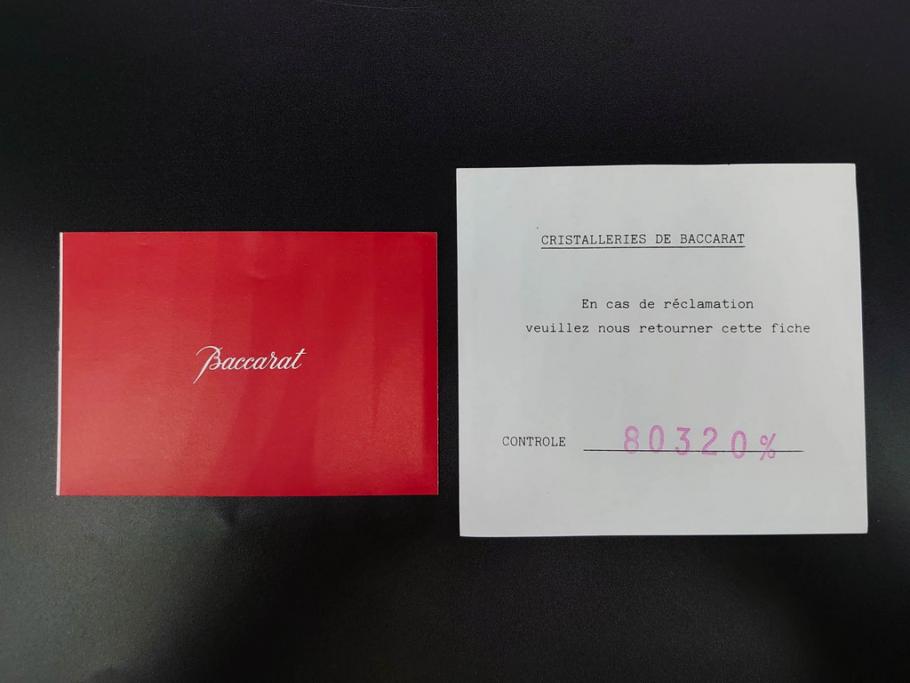 Baccarat
CRISTALLERIES DE BACCARAT
En cas de réclamation
veuillez nous retourner cette fiche
CONTROLE 80320%